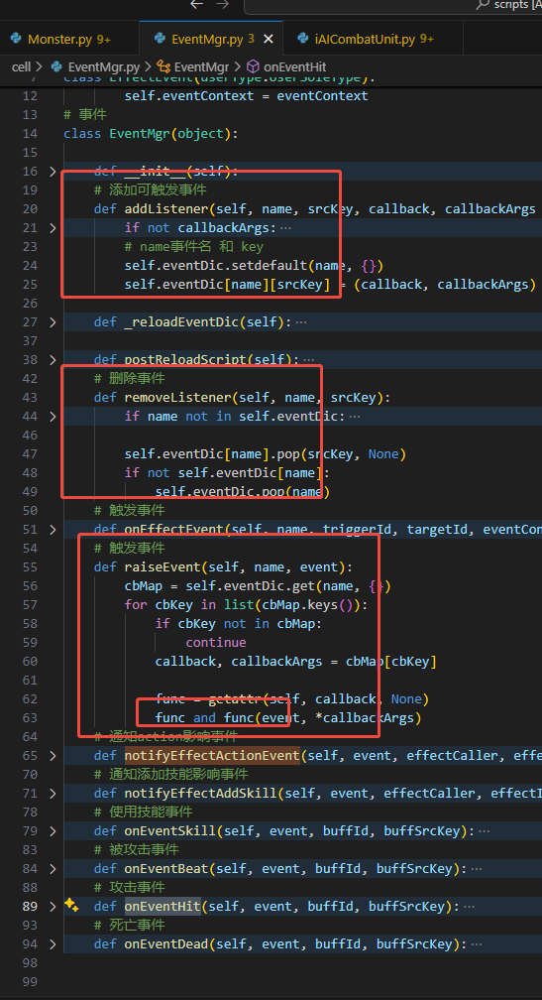 scripts [A
Monster.py 9+
EventMgr.py 3
iAICombatUnit.py 9+
cell > EventMgr.py > EventMgr > onEventHit
7 class EffectEvent(userType.UserSoleType):
12 self.eventContext = eventContext
13 # 事件
14 class EventMgr(object):
15
16 def __init__(self):
19 # 添加可触发事件
20 def addListener(self, name, srcKey, callback, callbackArgs
21 if not callbackArgs: ⋯
23 # name事件名 和 key
24 self.eventDic.setdefault(name, {})
25 self.eventDic[name][srcKey] = (callback, callbackArgs)
26
27 def _reloadEventDic(self): ⋯
37
38 def postReloadScript(self): ⋯
42 # 删除事件
43 def removeListener(self, name, srcKey):
44 if name not in self.eventDic: ⋯
46
47 self.eventDic[name].pop(srcKey, None)
48 if not self.eventDic[name]:
49 self.eventDic.pop(name)
50 # 触发事件
51 def onEffectEvent(self, name, triggerId, targetId, eventCon
54 # 触发事件
55 def raiseEvent(self, name, event):
56 cbMap = self.eventDic.get(name, {})
57 for cbKey in list(cbMap.keys()):
58 if cbKey not in cbMap:
59 continue
60 callback, callbackArgs = cbMap[cbKey]
61
62 func = getattr(self, callback, None)
63 func and func(event, *callbackArgs)
64 # 通知action影响事件
65 def notifyEffectActionEvent(self, event, effectCaller, effe
70 # 通知添加技能影响事件
71 def notifyEffectAddSkill(self, event, effectCaller, effectI
78 # 使用技能事件
79 def onEventSkill(self, event, buffId, buffSrcKey): ⋯
83 # 被攻击事件
84 def onEventBeat(self, event, buffId, buffSrcKey): ⋯
88 # 攻击事件
89 def onEventHit(self, event, buffId, buffSrcKey): ⋯
93 # 死亡事件
94 def onEventDead(self, event, buffId, buffSrcKey): ⋯
98
99